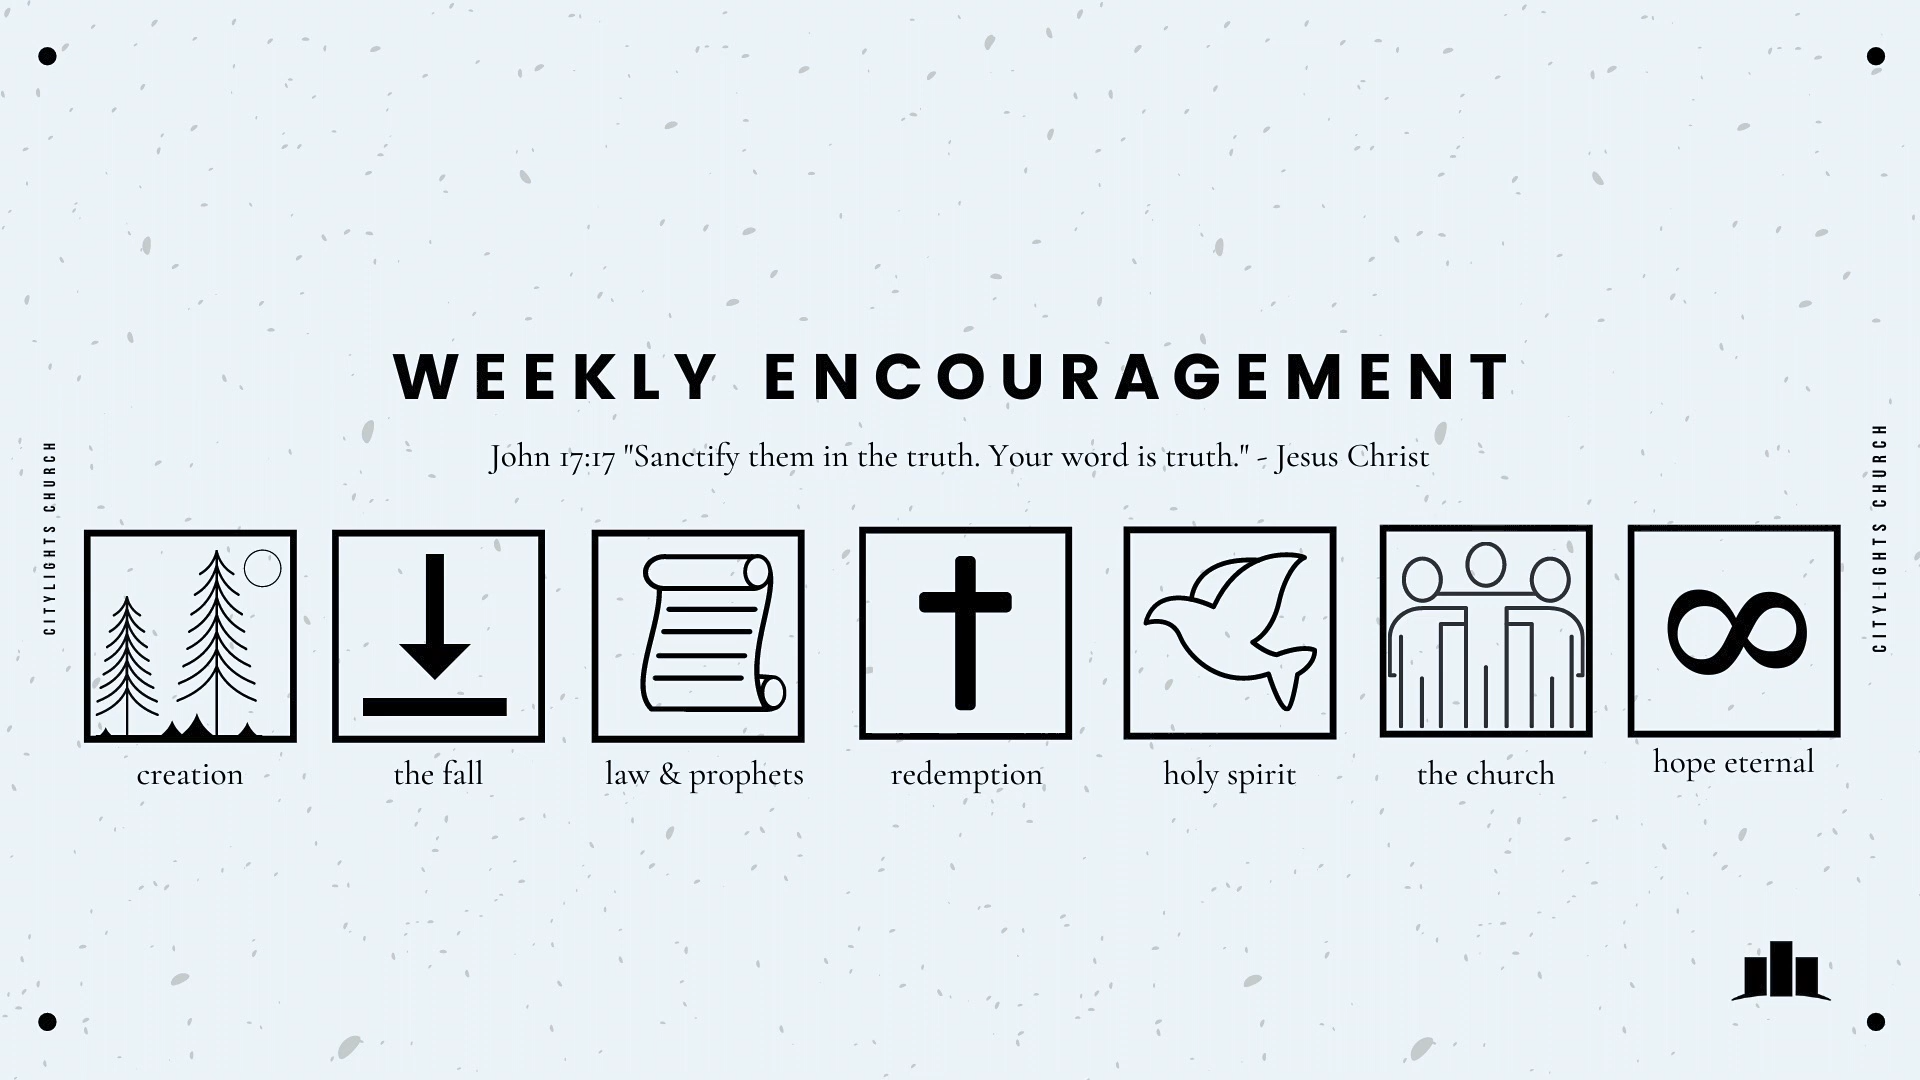 WEEKLY ENCOURAGEMENT
John 17:17 "Sanctify them in the truth. Your word is truth." - Jesus Christ
CITYLIGHTS CHURCH
CITYLIGHTS CHURCH
creation
the fall
law & prophets
redemption
holy spirit
the church
hope eternal